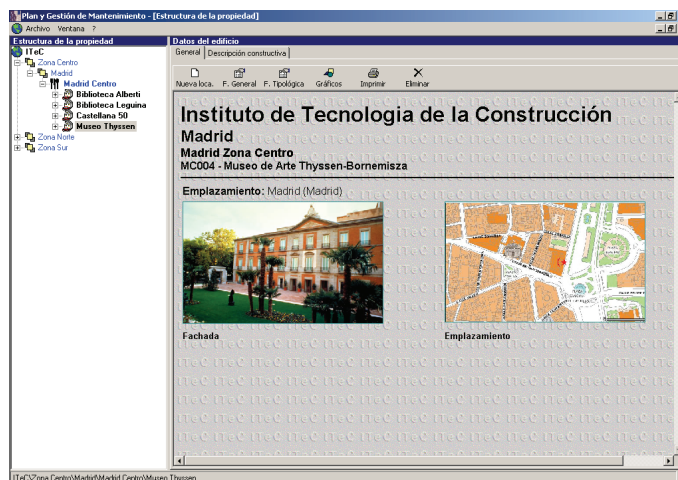 Plan y Gestión de Mantenimiento - [Estructura de la propiedad]
Archivo Ventana ?
Estructura de la propiedad
Datos del edificio
ITeC
Zona Centro
Madrid
Madrid Centro
Biblioteca Alberti
Biblioteca Leguina
Castellana 50
Museo Thyssen
Zona Norte
Zona Sur
General Descripción constructiva
Nueva loca. F. General F. Tipológica Gráficos Imprimir Eliminar
Instituto de Tecnologia de la Construcción
Madrid
Madrid Zona Centro
MC004 - Museo de Arte Thyssen-Bornemisza
Emplazamiento: Madrid (Madrid)
Fachada
Emplazamiento
ITeC\Zona Centro\Madrid\Madrid Centro\Museo Thyssen